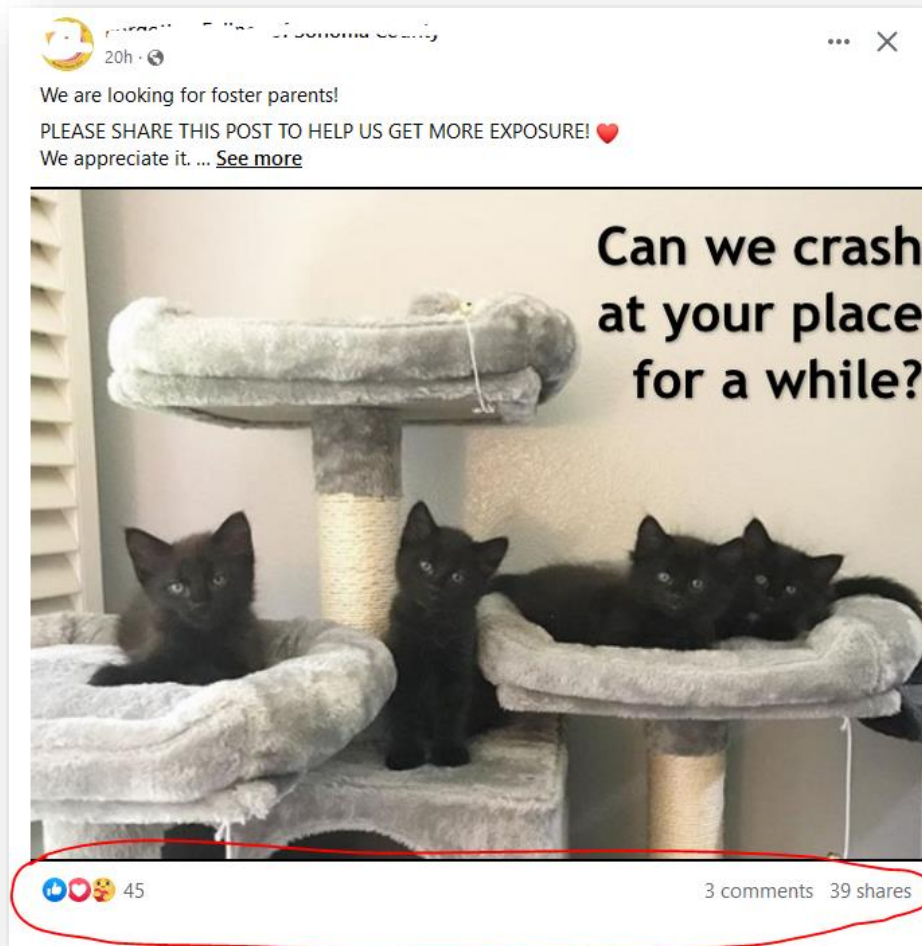 20h
We are looking for foster parents!
PLEASE SHARE THIS POST TO HELP US GET MORE EXPOSURE! ❤️
We appreciate it. ... See more
Can we crash
at your place
for a while?
45
3 comments 39 shares